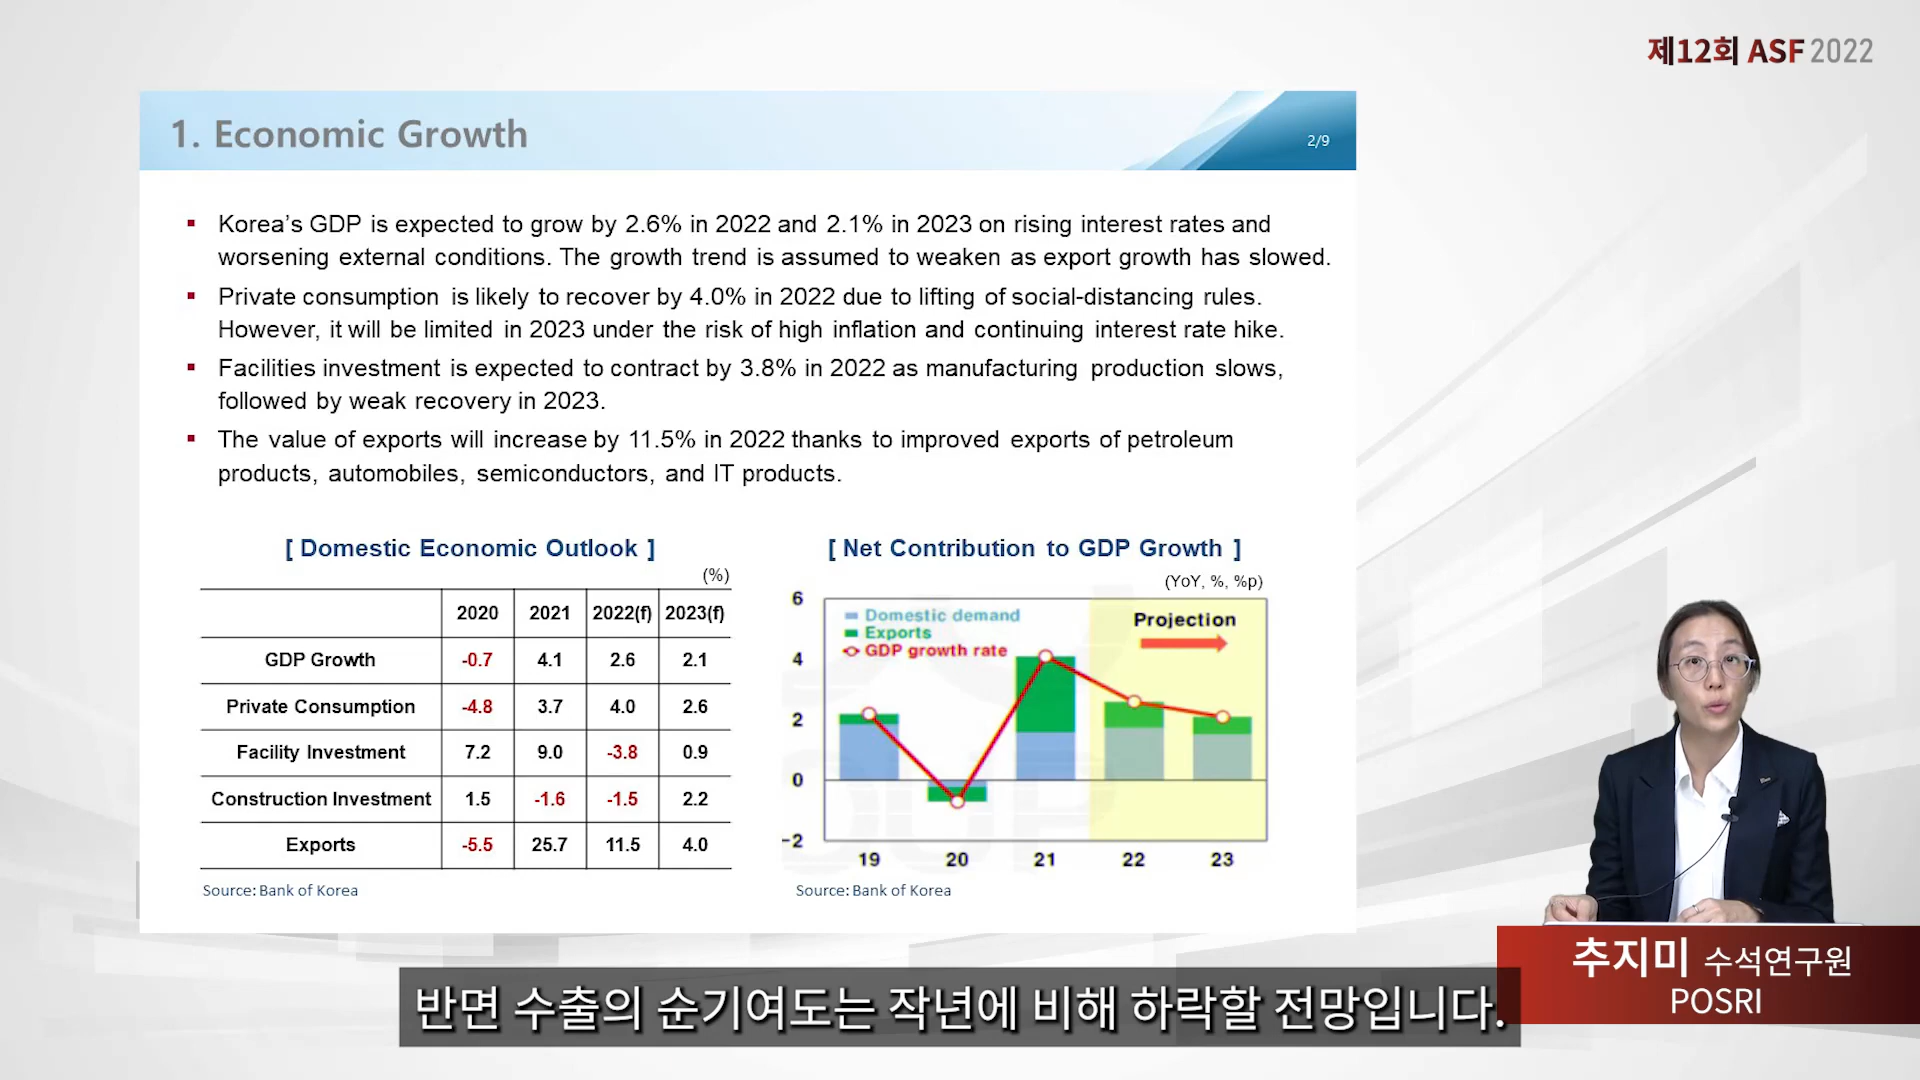 제12회 ASF 2022
1. Economic Growth
2/9
▪ Korea's GDP is expected to grow by 2.6% in 2022 and 2.1% in 2023 on rising interest rates and
worsening external conditions. The growth trend is assumed to weaken as export growth has slowed.
▪ Private consumption is likely to recover by 4.0% in 2022 due to lifting of social-distancing rules.
However, it will be limited in 2023 under the risk of high inflation and continuing interest rate hike.
▪ Facilities investment is expected to contract by 3.8% in 2022 as manufacturing production slows,
followed by weak recovery in 2023.
▪ The value of exports will increase by 11.5% in 2022 thanks to improved exports of petroleum
products, automobiles, semiconductors, and IT products.
[ Domestic Economic Outlook ]
(%)
2020 2021 2022(f) 2023(f)
GDP Growth -0.7 4.1 2.6 2.1
Private Consumption -4.8 3.7 4.0 2.6
Facility Investment 7.2 9.0 -3.8 0.9
Construction Investment 1.5 -1.6 -1.5 2.2
Exports -5.5 25.7 11.5 4.0
Source: Bank of Korea
[ Net Contribution to GDP Growth ]
(YoY, %, %p)
6
4
2
0
-2
Domestic demand
Exports
GDP growth rate
Projection
19 20 21 22 23
Source: Bank of Korea
추지미 수석연구원
POSRI
반면 수출의 순기여도는 작년에 비해 하락할 전망입니다.